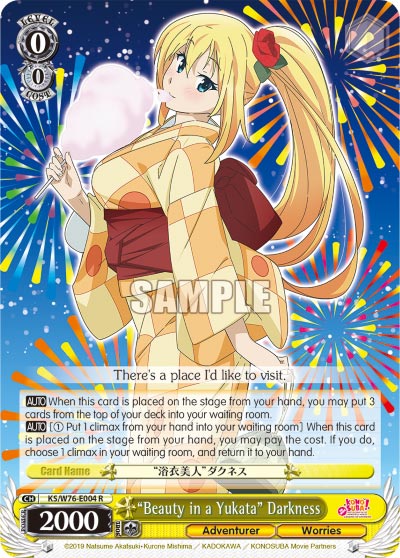 LEVEL
0
0
COST
SAMPLE
There's a place I'd like to visit.
AUTO When this card is placed on the stage from your hand, you may put 3
cards from the top of your deck into your waiting room.
AUTO [① Put 1 climax from your hand into your waiting room] When this card is
placed on the stage from your hand, you may pay the cost. If you do,
choose 1 climax in your waiting room, and return it to your hand.
Card Name
“浴衣美人”ダクネス
CH KS/W76-E004 R
POWER 2000
SOUL
“Beauty in a Yukata” Darkness
KONO SUBA!
Adventurer
Worries
©2019 Natsume Akatsuki·Kurone Mishima / KADOKAWA / KONOSUBA Movie Partners